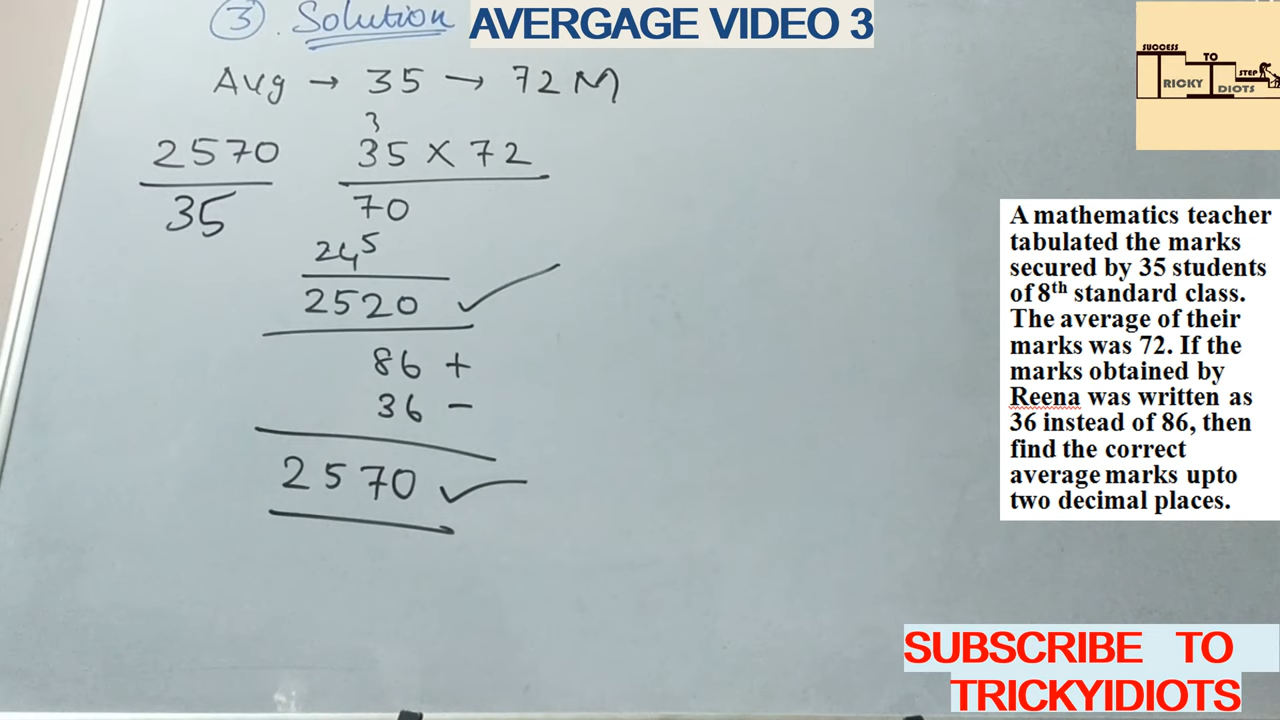 ③. Solution
AVERGAGE VIDEO 3
Avg → 35 → 72 M
3
35 × 72
2570
35
70
245
2520 ✓
86 +
36 −
2570 ✓
SUCCESS
TO
STEP
TRICKY IDIOTS
A mathematics teacher
tabulated the marks
secured by 35 students
of 8th standard class.
The average of their
marks was 72. If the
marks obtained by
Reena was written as
36 instead of 86, then
find the correct
average marks upto
two decimal places.
SUBSCRIBE TO
TRICKYIDIOTS